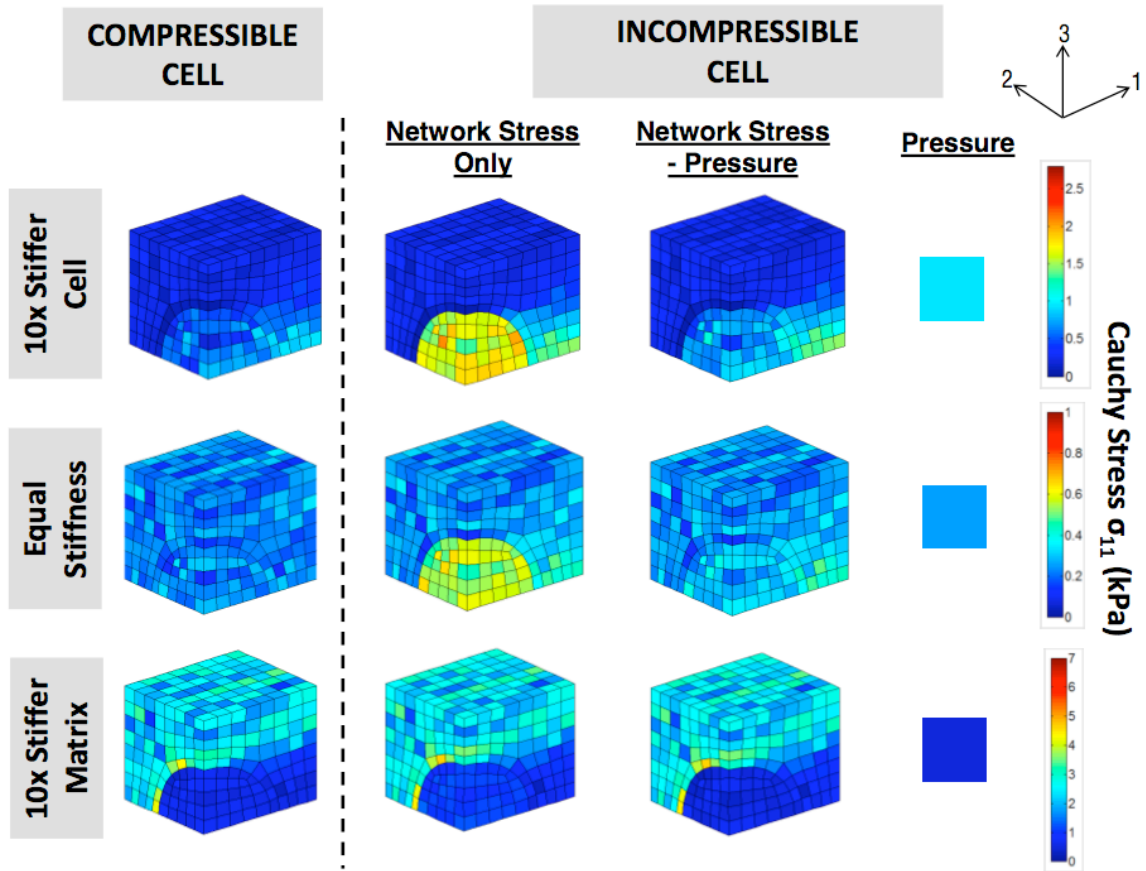 COMPRESSIBLE
CELL
INCOMPRESSIBLE
CELL
3
2
1
Network Stress
Only
Network Stress
- Pressure
Pressure
10x Stiffer
Cell
2.5
2
1.5
1
0.5
0
Equal
Stiffness
1
0.8
0.6
0.4
0.2
0
10x Stiffer
Matrix
7
6
5
4
3
2
1
0
Cauchy Stress σ₁₁ (kPa)